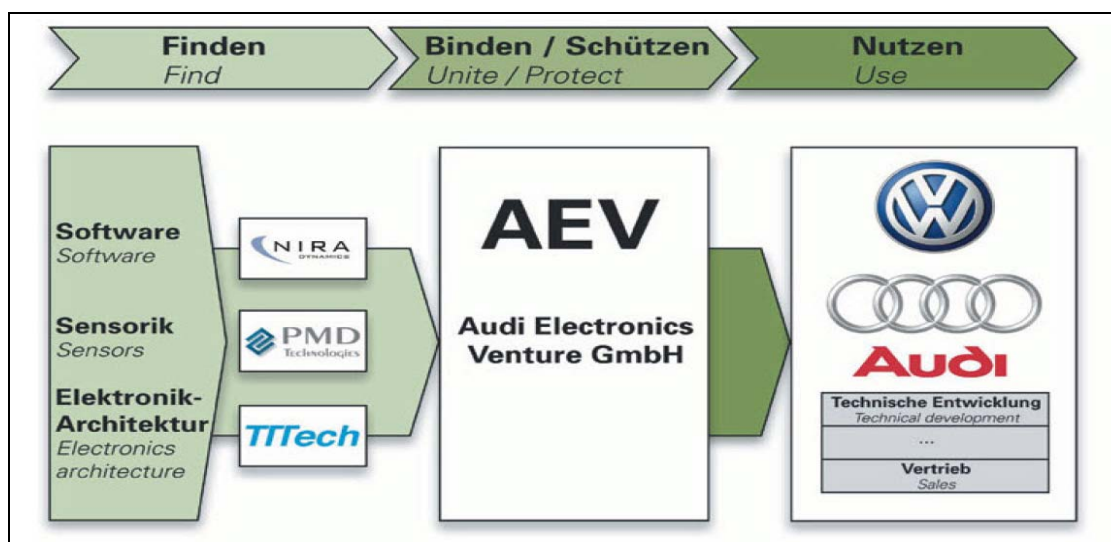 Finden
Find
Binden / Schützen
Unite / Protect
Nutzen
Use
Software
Software
Sensorik
Sensors
Elektronik-
Architektur
Electronics
architecture
NIRA
DYNAMICS
PMD
Technologies
TTTech
AEV
Audi Electronics
Venture GmbH
VW
Audi
Technische Entwicklung
Technical development
...
Vertrieb
Sales